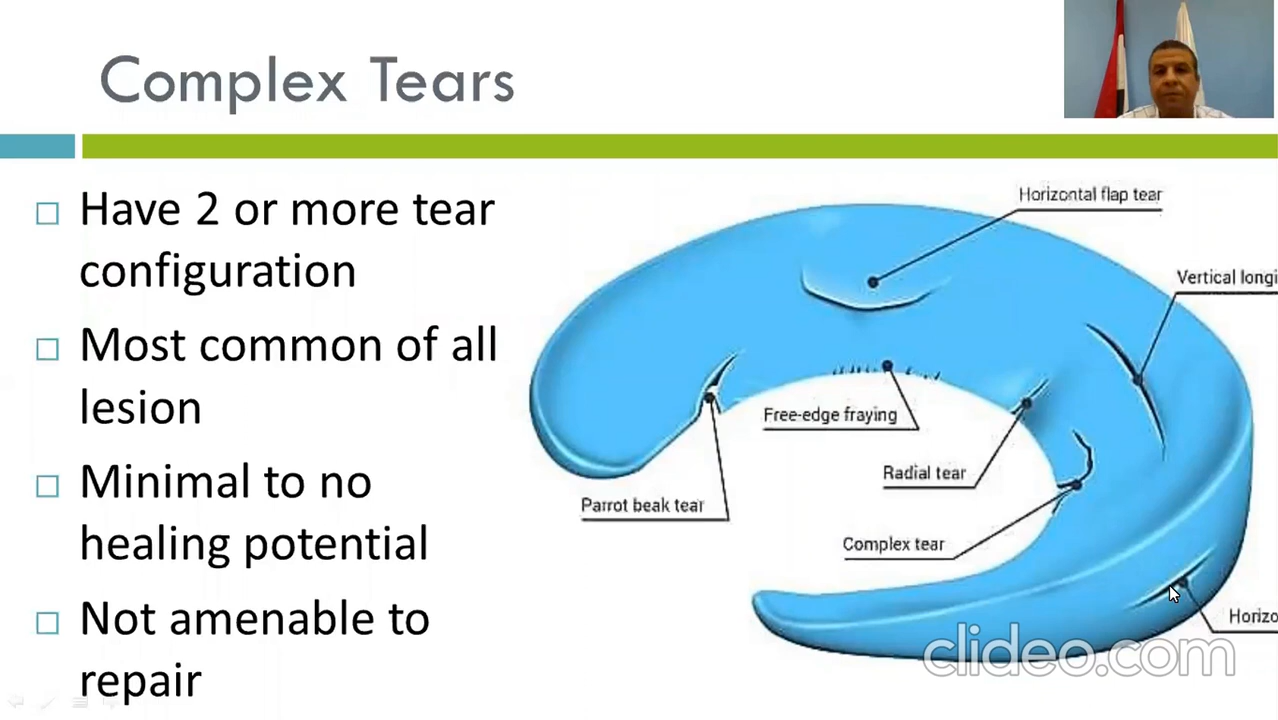 Complex Tears
Have 2 or more tear
configuration
Most common of all
lesion
Minimal to no
healing potential
Not amenable to
repair
Horizontal flap tear
Vertical longi
Free-edge fraying
Radial tear
Parrot beak tear
Complex tear
Horizo
clideo.com